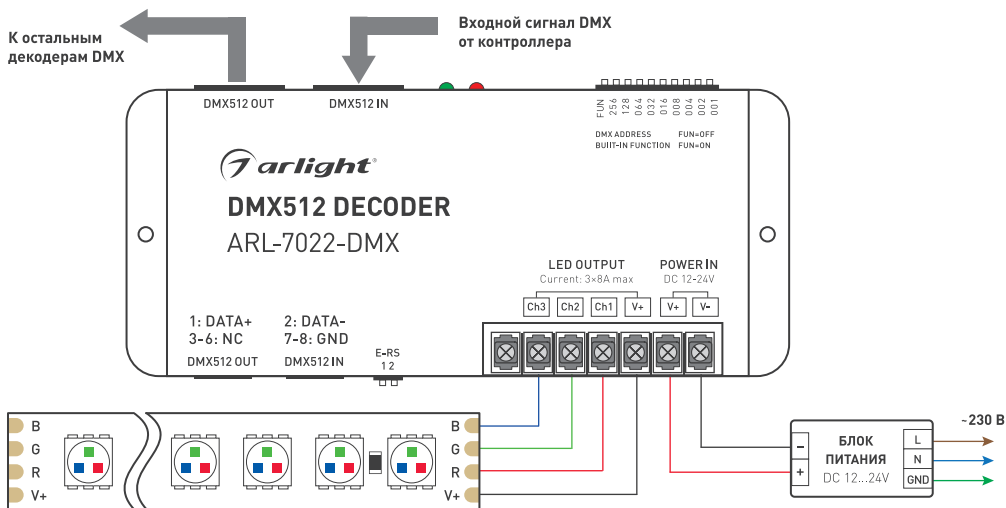 К остальным
декодерам DMX
Входной сигнал DMX
от контроллера
DMX512 OUT
DMX512 IN
FUN
256
128
064
032
016
008
004
002
001
DMX ADDRESS FUN=OFF
BUILT-IN FUNCTION FUN=ON
arlight®
DMX512 DECODER
ARL-7022-DMX
LED OUTPUT
Current: 3×8A max
POWER IN
DC 12-24V
Ch3 Ch2 Ch1 V+ V+ V-
1: DATA+ 2: DATA-
3-6: NC 7-8: GND
DMX512 OUT DMX512 IN
E-RS
1 2
B
G
R
V+
B
G
R
V+
–
+
БЛОК
ПИТАНИЯ
DC 12...24V
L
N
GND
~230 В